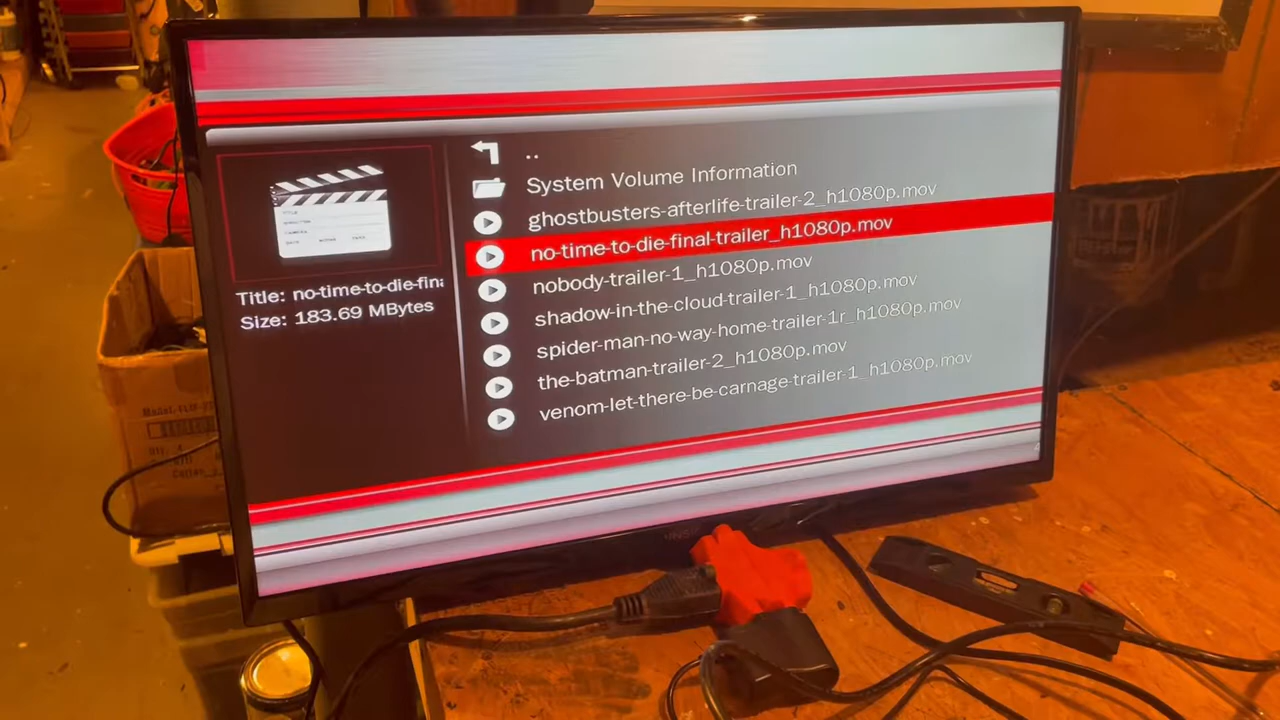 ..
System Volume Information
ghostbusters-afterlife-trailer-2_h1080p.mov
no-time-to-die-final-trailer_h1080p.mov
nobody-trailer-1_h1080p.mov
shadow-in-the-cloud-trailer-1_h1080p.mov
spider-man-no-way-home-trailer-1r_h1080p.mov
the-batman-trailer-2_h1080p.mov
venom-let-there-be-carnage-trailer-1_h1080p.mov
Title: no-time-to-die-fina
Size: 183.69 MBytes